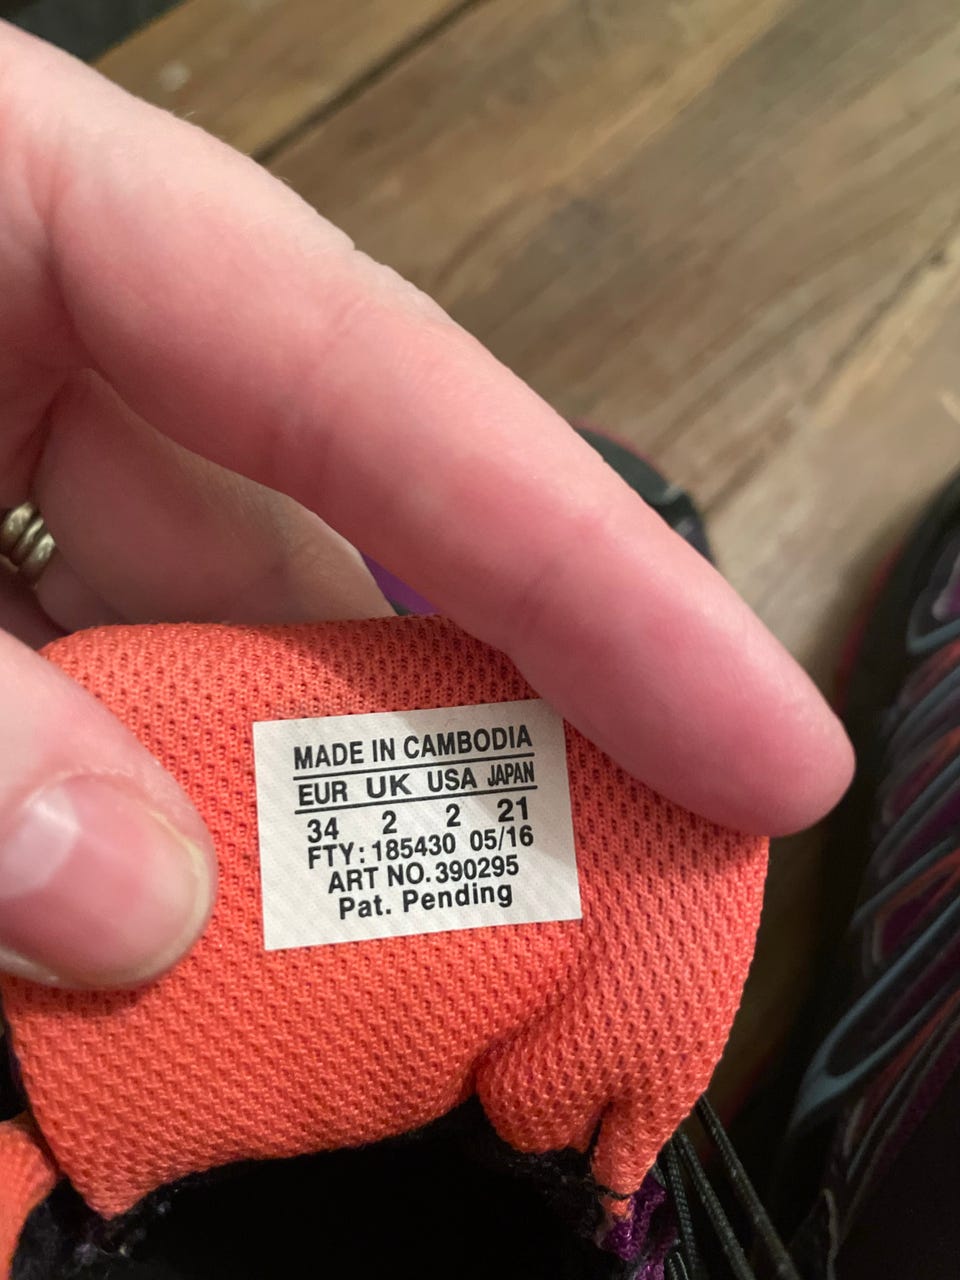 MADE IN CAMBODIA
EUR UK USA JAPAN
34 2 2 21
FTY: 185430 05/16
ART NO. 390295
Pat. Pending